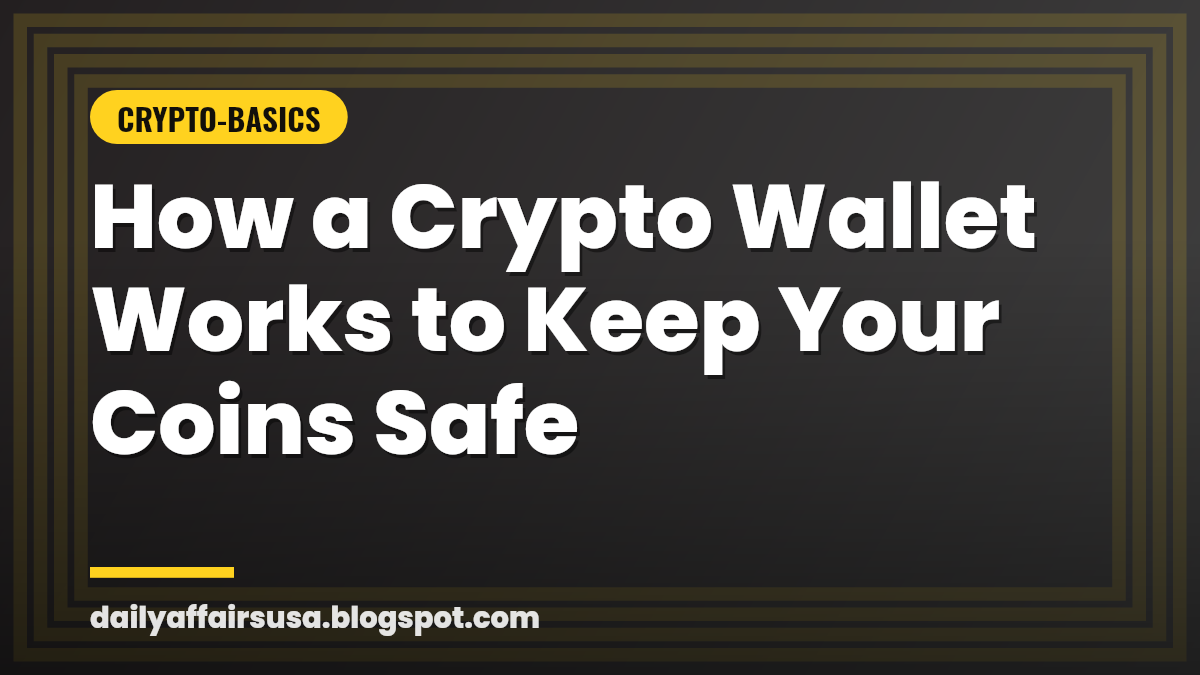 CRYPTO-BASICS
How a Crypto Wallet
Works to Keep Your
Coins Safe
dailyaffairsusa.blogspot.com